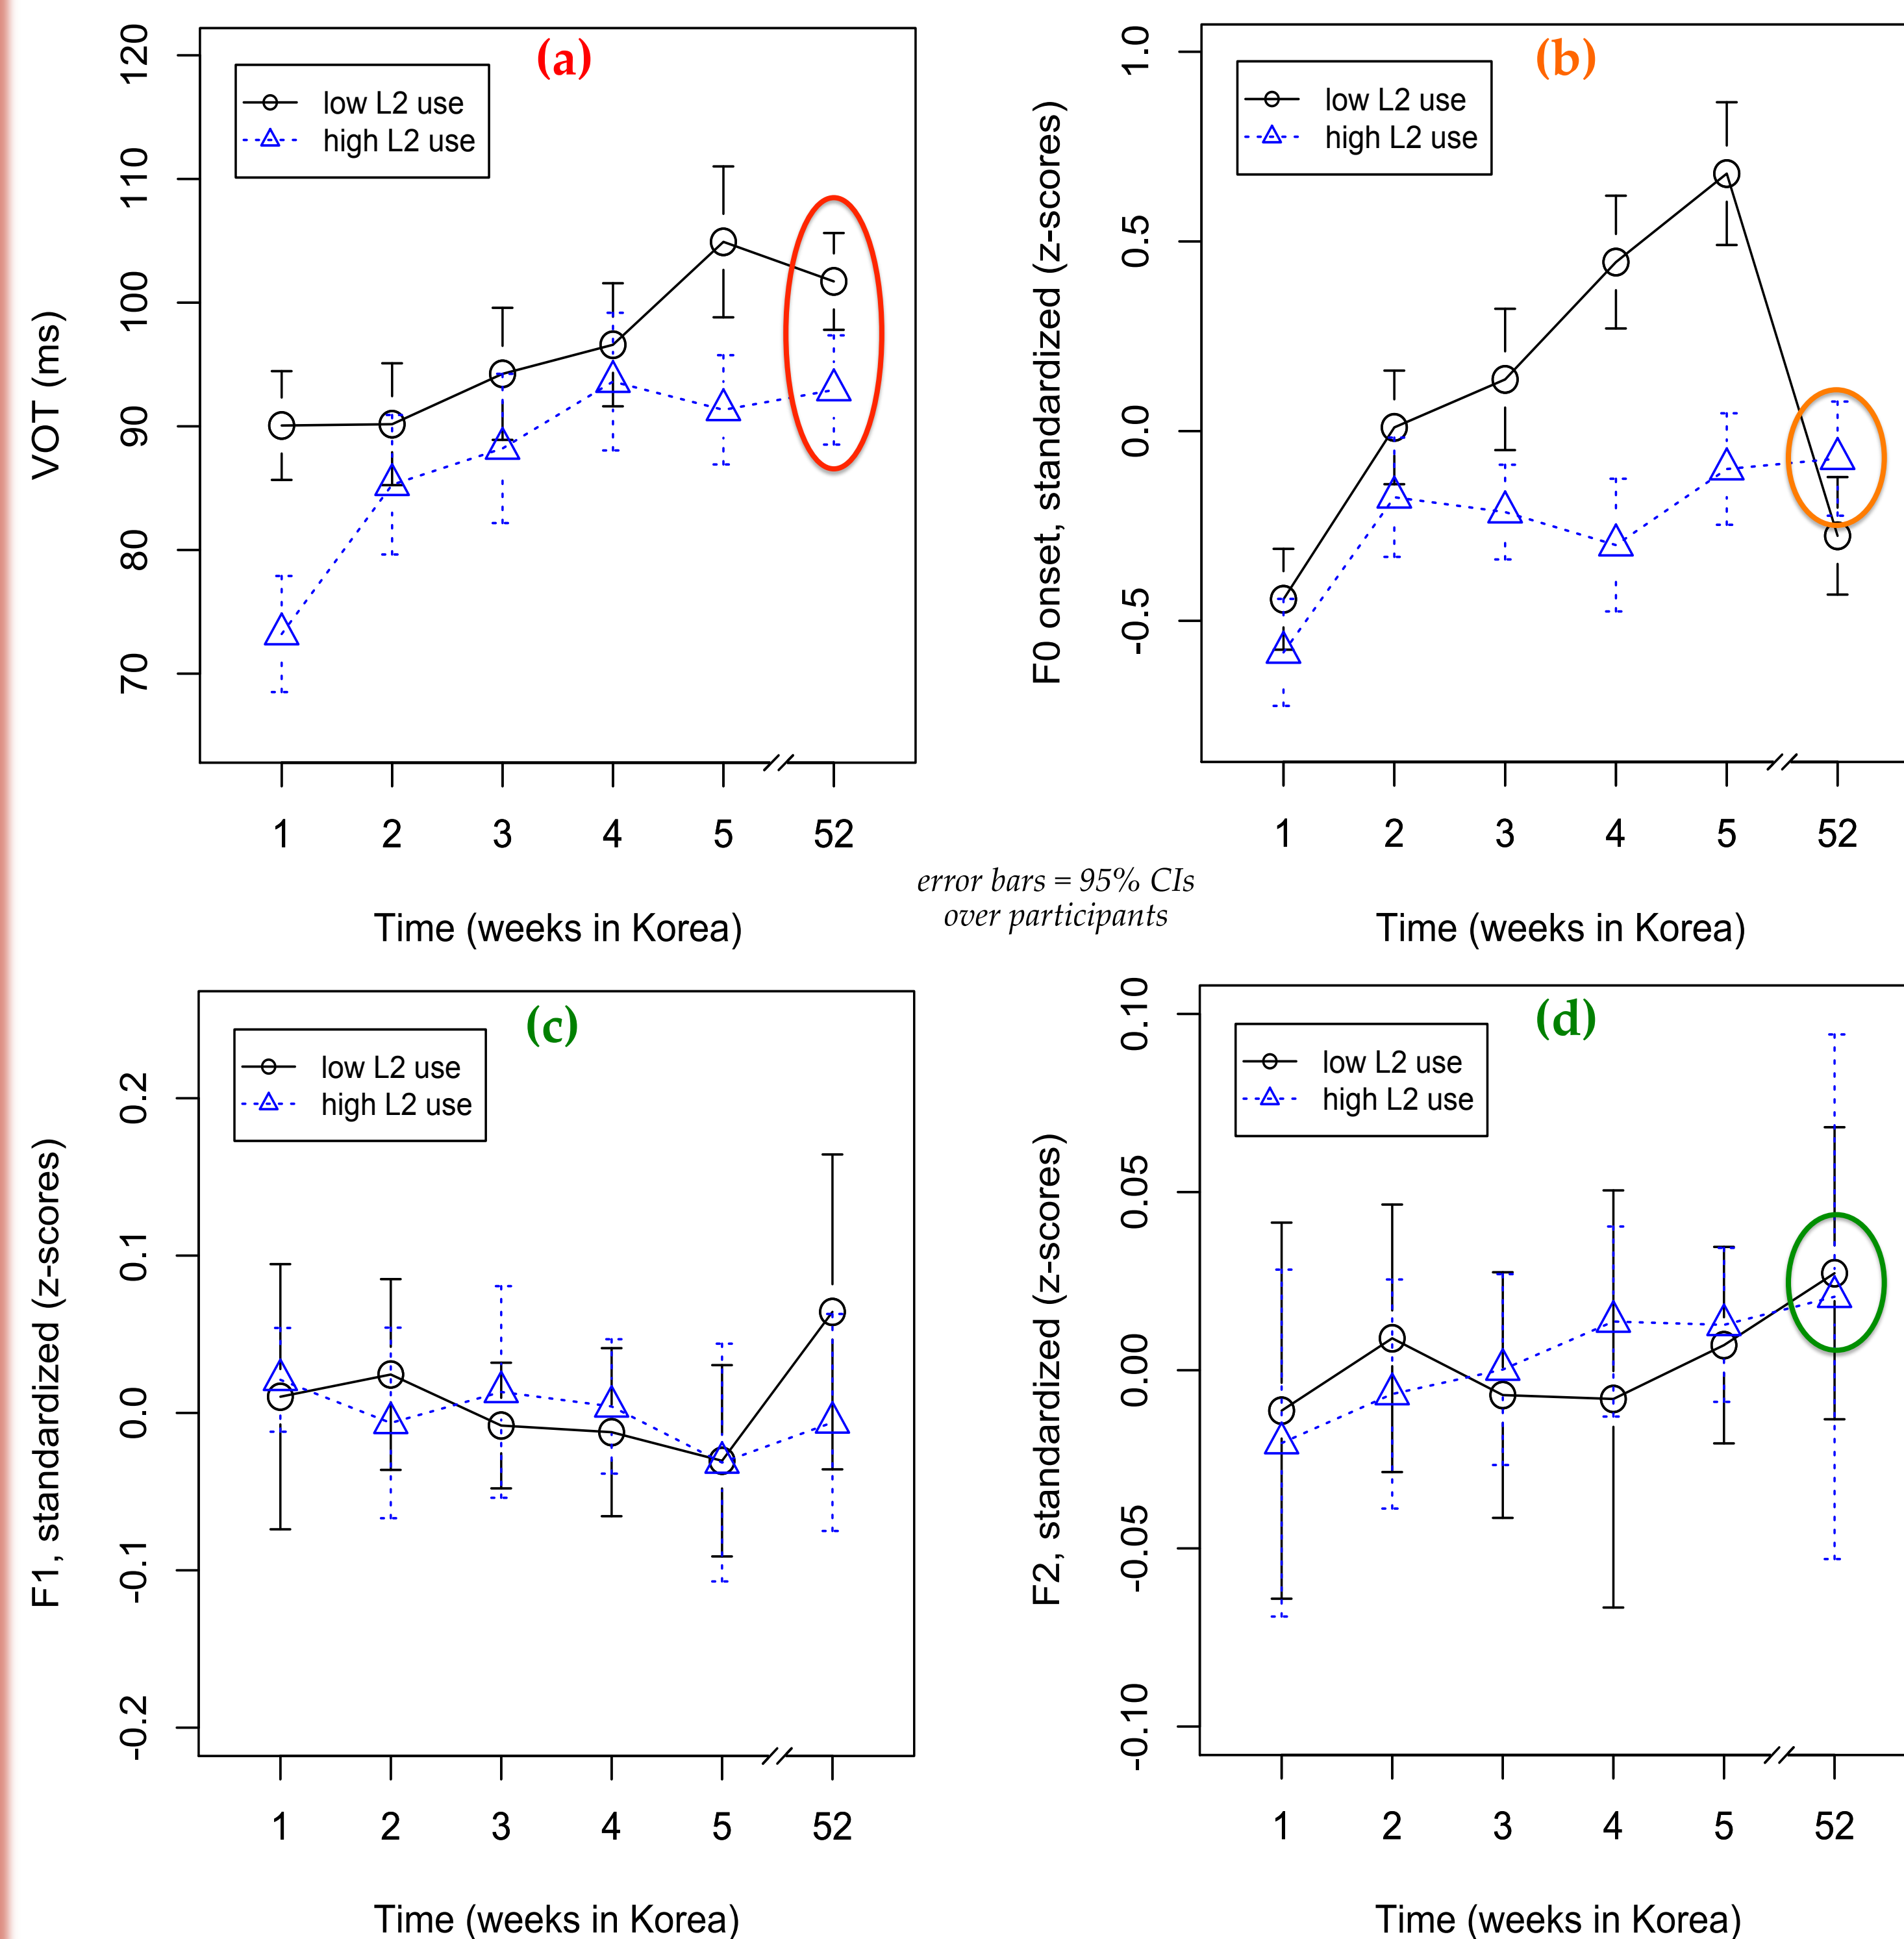 (a)
low L2 use
high L2 use
VOT (ms)
120
110
100
90
80
70
1 2 3 4 5 52
Time (weeks in Korea)
(b)
low L2 use
high L2 use
F0 onset, standardized (z-scores)
1.0
0.5
0.0
-0.5
1 2 3 4 5 52
Time (weeks in Korea)
error bars = 95% CIs
over participants
(c)
low L2 use
high L2 use
F1, standardized (z-scores)
0.2
0.1
0.0
-0.1
-0.2
1 2 3 4 5 52
Time (weeks in Korea)
(d)
low L2 use
high L2 use
F2, standardized (z-scores)
0.10
0.05
0.00
-0.05
-0.10
1 2 3 4 5 52
Time (weeks in Korea)